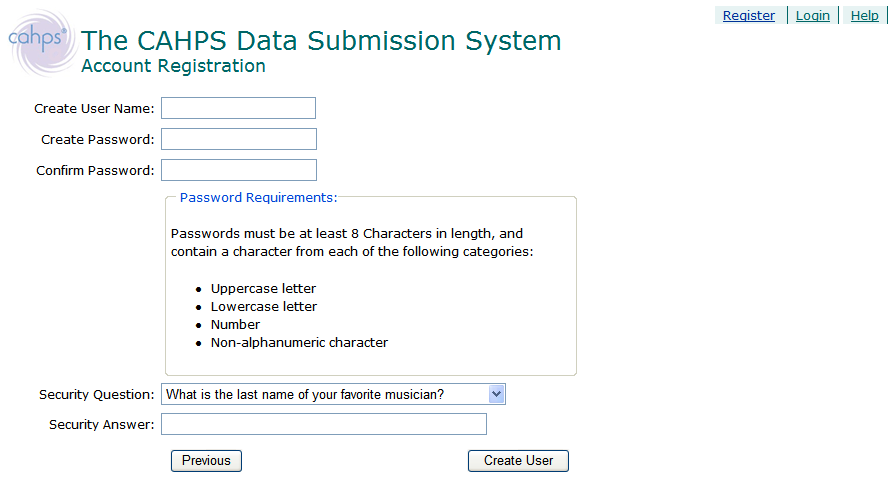 Register Login Help
cahps®
The CAHPS Data Submission System
Account Registration
Create User Name:
Create Password:
Confirm Password:
Password Requirements:
Passwords must be at least 8 Characters in length, and
contain a character from each of the following categories:
• Uppercase letter
• Lowercase letter
• Number
• Non-alphanumeric character
Security Question: What is the last name of your favorite musician?
Security Answer:
Previous Create User